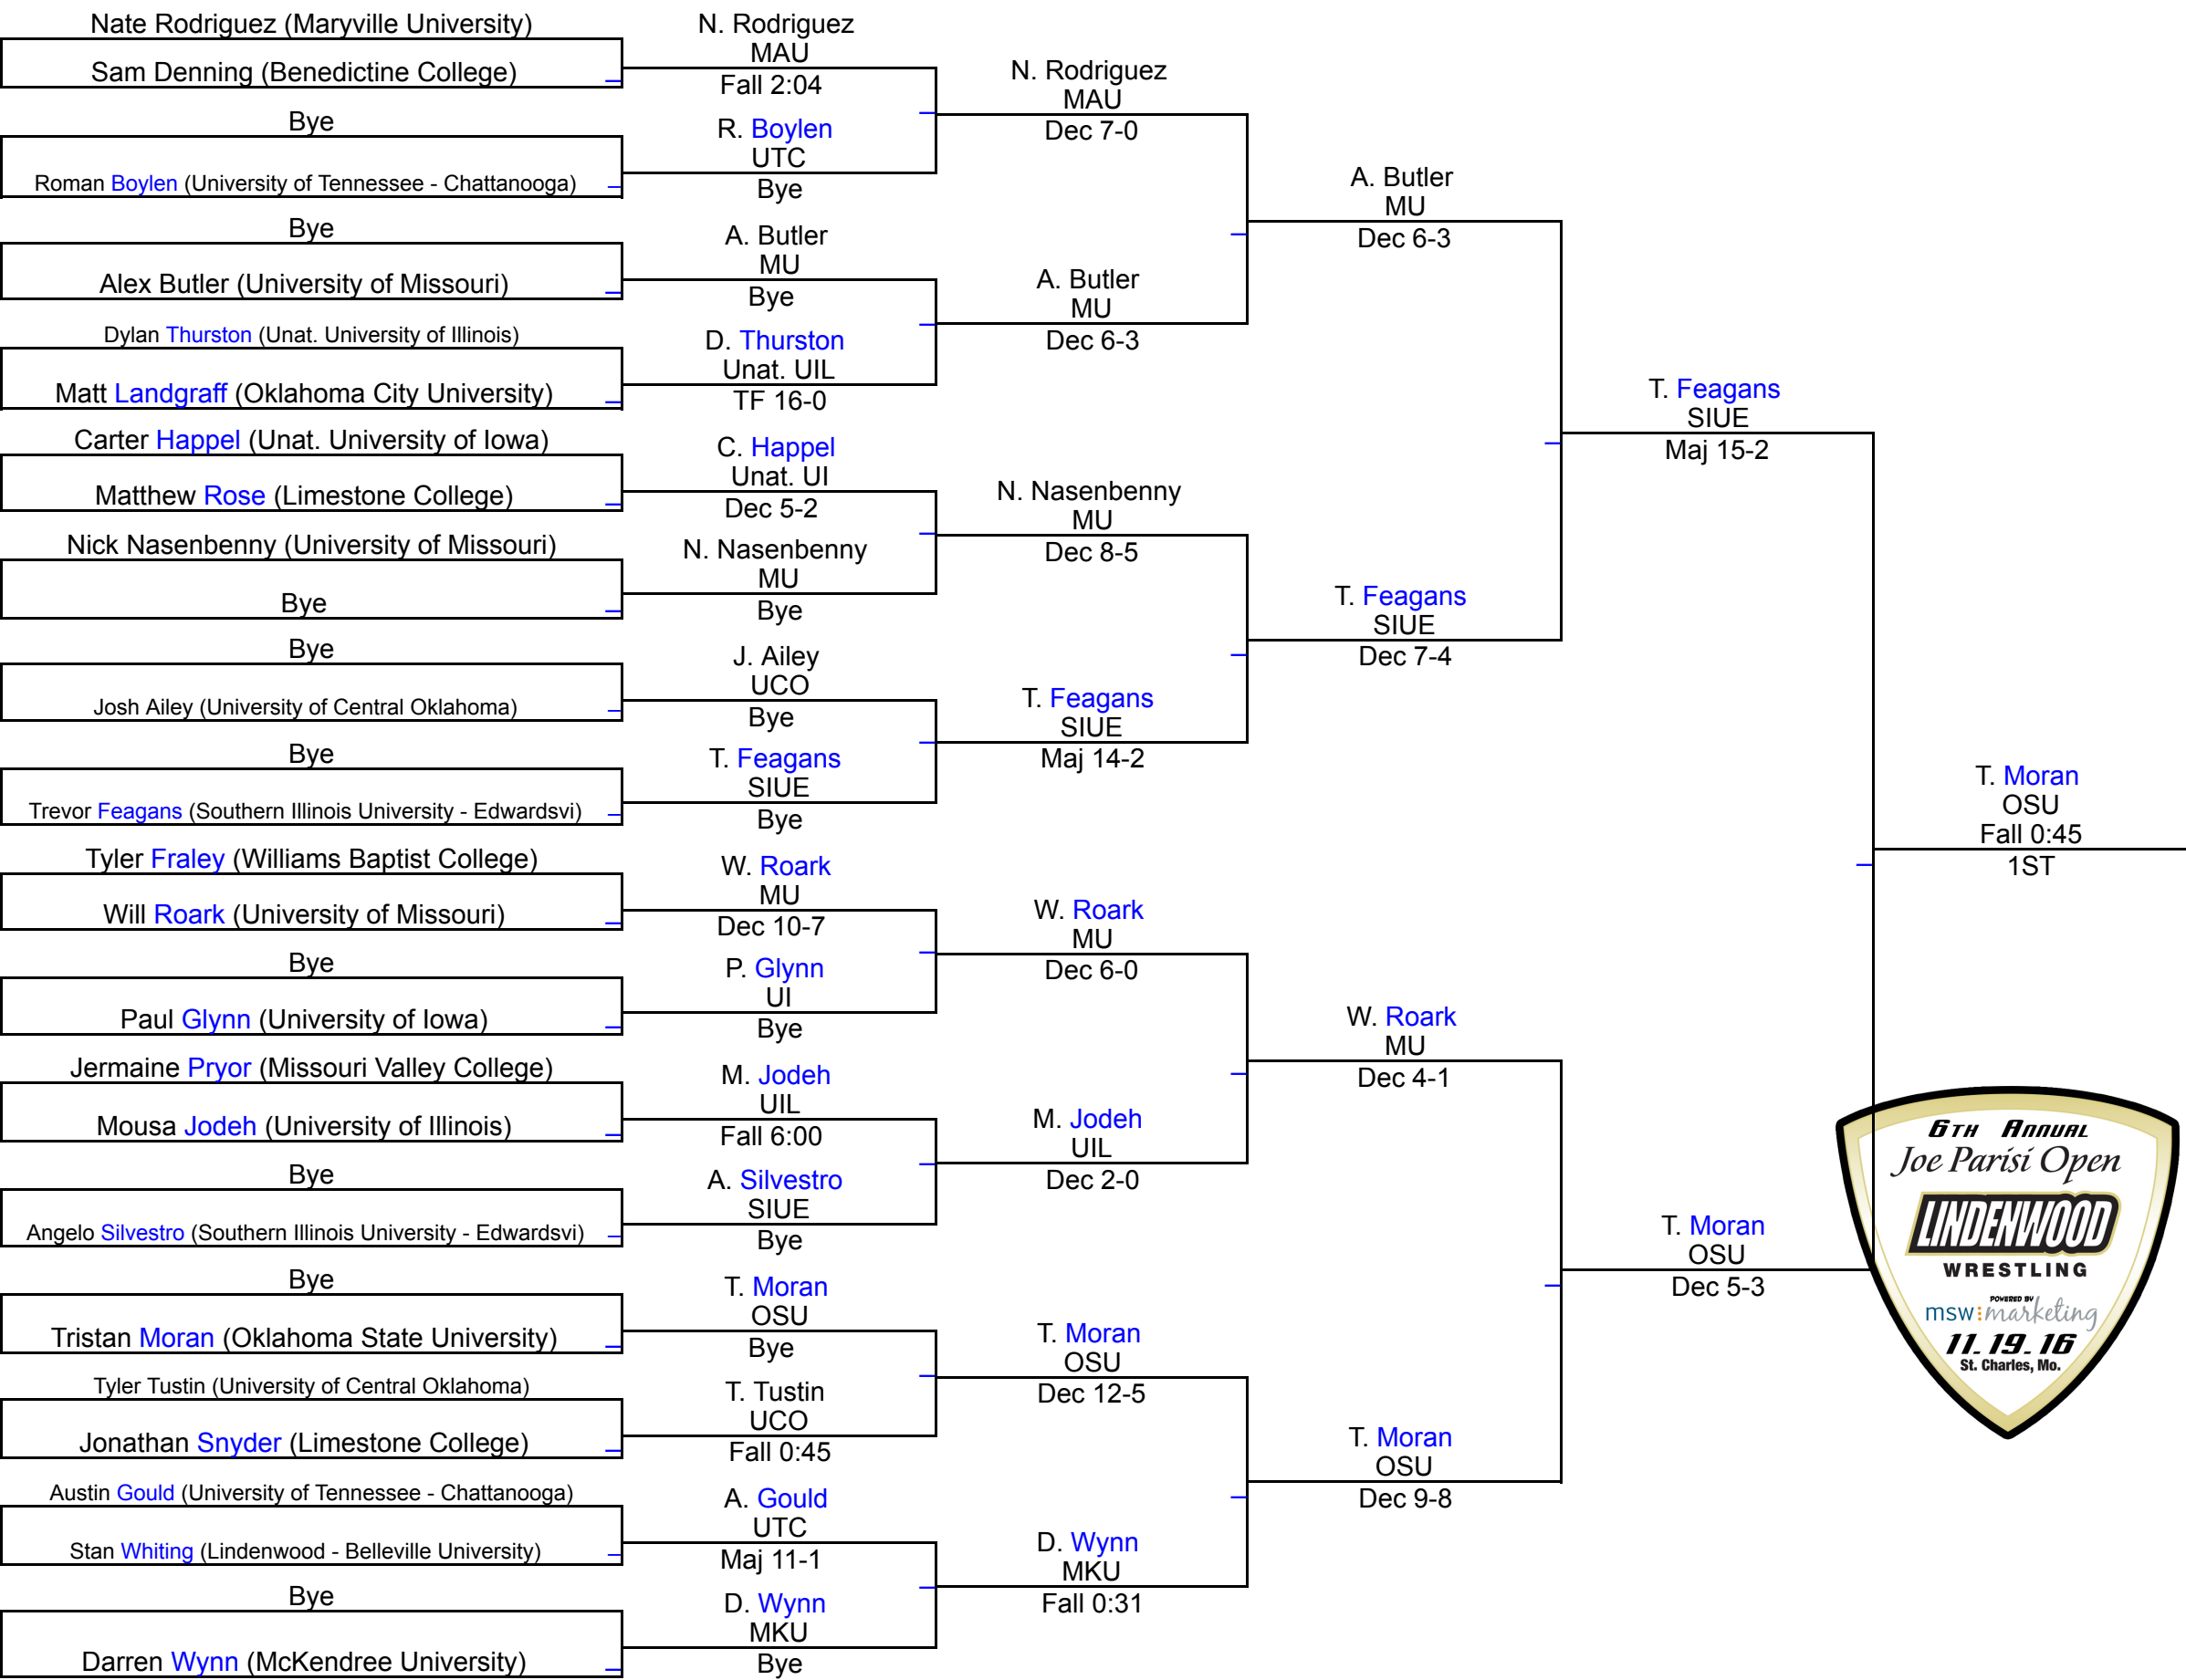 Nate Rodriguez (Maryville University)
Sam Denning (Benedictine College)
Bye
Roman Boylen (University of Tennessee - Chattanooga)
Bye
Alex Butler (University of Missouri)
Dylan Thurston (Unat. University of Illinois)
Matt Landgraff (Oklahoma City University)
Carter Happel (Unat. University of Iowa)
Matthew Rose (Limestone College)
Nick Nasenbenny (University of Missouri)
Bye
Bye
Josh Ailey (University of Central Oklahoma)
Bye
Trevor Feagans (Southern Illinois University - Edwardsvi)
Tyler Fraley (Williams Baptist College)
Will Roark (University of Missouri)
Bye
Paul Glynn (University of Iowa)
Jermaine Pryor (Missouri Valley College)
Mousa Jodeh (University of Illinois)
Bye
Angelo Silvestro (Southern Illinois University - Edwardsvi)
Bye
Tristan Moran (Oklahoma State University)
Tyler Tustin (University of Central Oklahoma)
Jonathan Snyder (Limestone College)
Austin Gould (University of Tennessee - Chattanooga)
Stan Whiting (Lindenwood - Belleville University)
Bye
Darren Wynn (McKendree University)
N. Rodriguez
MAU
Fall 2:04
R. Boylen
UTC
Bye
A. Butler
MU
Bye
D. Thurston
Unat. UIL
TF 16-0
C. Happel
Unat. UI
Dec 5-2
N. Nasenbenny
MU
Bye
J. Ailey
UCO
Bye
T. Feagans
SIUE
Bye
W. Roark
MU
Dec 10-7
P. Glynn
UI
Bye
M. Jodeh
UIL
Fall 6:00
A. Silvestro
SIUE
Bye
T. Moran
OSU
Bye
T. Tustin
UCO
Fall 0:45
A. Gould
UTC
Maj 11-1
D. Wynn
MKU
Bye
N. Rodriguez
MAU
Dec 7-0
A. Butler
MU
Dec 6-3
N. Nasenbenny
MU
Dec 8-5
T. Feagans
SIUE
Maj 14-2
W. Roark
MU
Dec 6-0
M. Jodeh
UIL
Dec 2-0
T. Moran
OSU
Dec 12-5
D. Wynn
MKU
Fall 0:31
A. Butler
MU
Dec 6-3
T. Feagans
SIUE
Dec 7-4
W. Roark
MU
Dec 4-1
T. Moran
OSU
Dec 9-8
T. Feagans
SIUE
Maj 15-2
T. Moran
OSU
Dec 5-3
T. Moran
OSU
Fall 0:45
1ST
6TH ANNUAL
Joe Parisi Open
LINDENWOOD
WRESTLING
POWERED BY
msw:marketing
11.19.16
St. Charles, Mo.